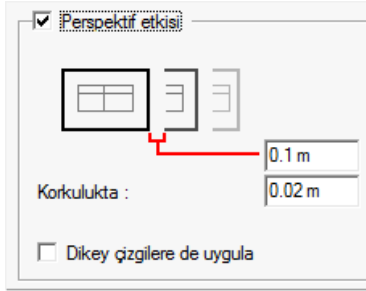 Perspektif etkisi
0.1 m
Korkulukta : 0.02 m
Dikey çizgilere de uygula